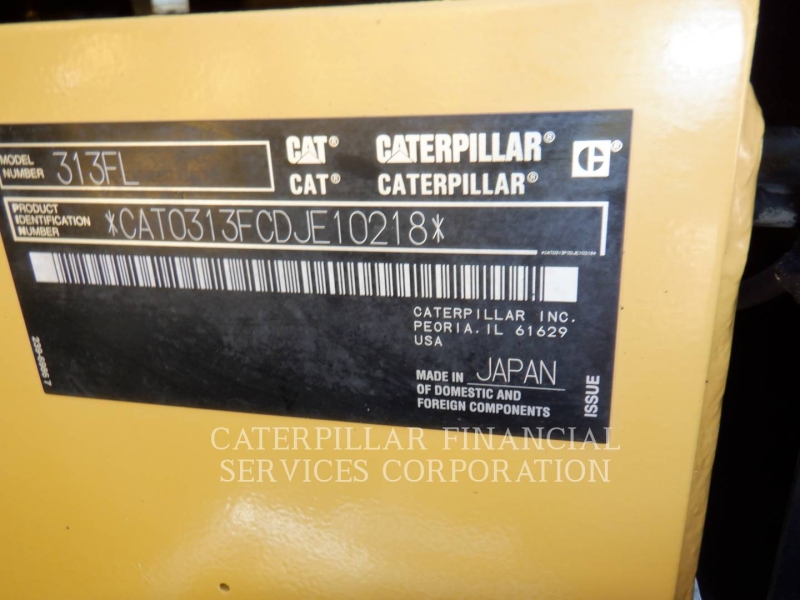 MODEL NUMBER 313FL
CAT® CATERPILLAR® C®
CAT® CATERPILLAR®
PRODUCT IDENTIFICATION NUMBER *CAT0313FCDJE10218*
*CAT0313FCDJE10218*
CATERPILLAR INC.
PEORIA, IL 61629
USA
MADE IN JAPAN
OF DOMESTIC AND
FOREIGN COMPONENTS
ISSUE
CATERPILLAR FINANCIAL
SERVICES CORPORATION